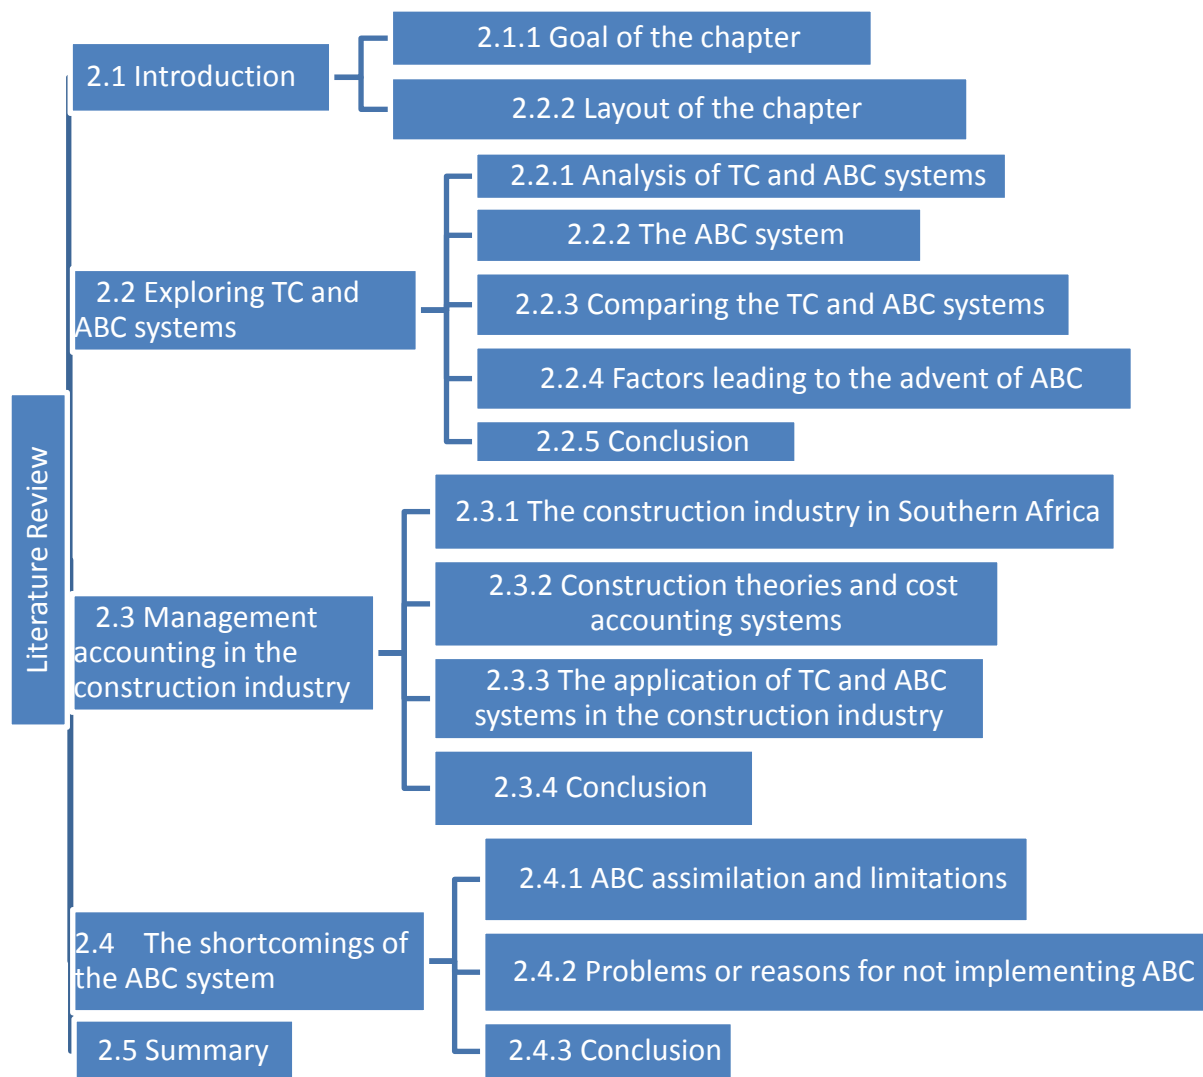 Literature Review
2.1 Introduction
2.1.1 Goal of the chapter
2.2.2 Layout of the chapter
2.2 Exploring TC and
ABC systems
2.2.1 Analysis of TC and ABC systems
2.2.2 The ABC system
2.2.3 Comparing the TC and ABC systems
2.2.4 Factors leading to the advent of ABC
2.2.5 Conclusion
2.3 Management
accounting in the
construction industry
2.3.1 The construction industry in Southern Africa
2.3.2 Construction theories and cost
accounting systems
2.3.3 The application of TC and ABC
systems in the construction industry
2.3.4 Conclusion
2.4 The shortcomings of
the ABC system
2.4.1 ABC assimilation and limitations
2.4.2 Problems or reasons for not implementing ABC
2.4.3 Conclusion
2.5 Summary